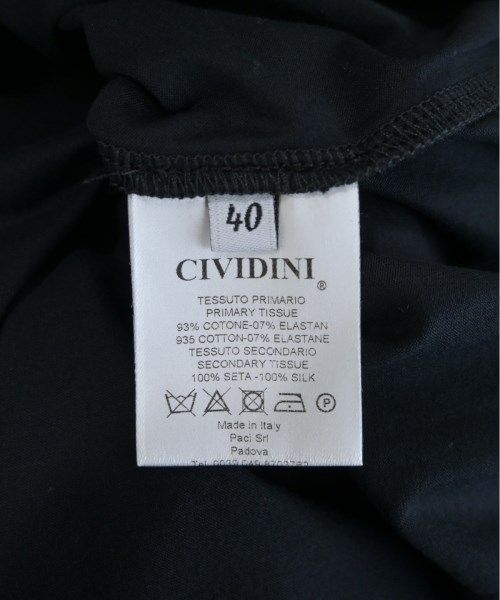 40
CIVIDINI
®
TESSUTO PRIMARIO
PRIMARY TISSUE
93% COTONE-07% ELASTAN
935 COTTON-07% ELASTANE
TESSUTO SECONDARIO
SECONDARY TISSUE
100% SETA -100% SILK
P
Made in Italy
Paci Srl
Padova
Tel.